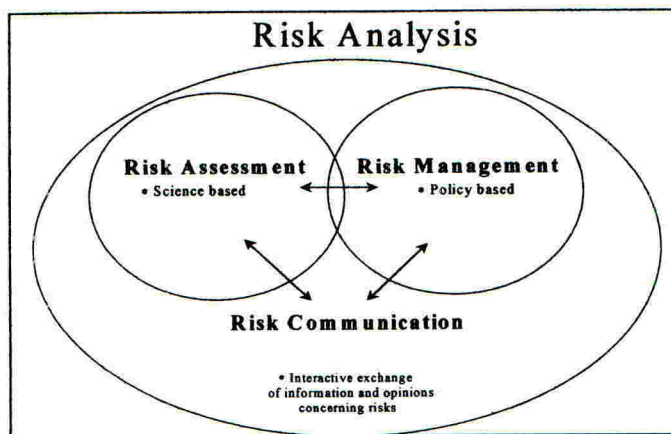 Risk Analysis
Risk Assessment
• Science based
Risk Management
• Policy based
Risk Communication
• Interactive exchange
of information and opinions
concerning risks